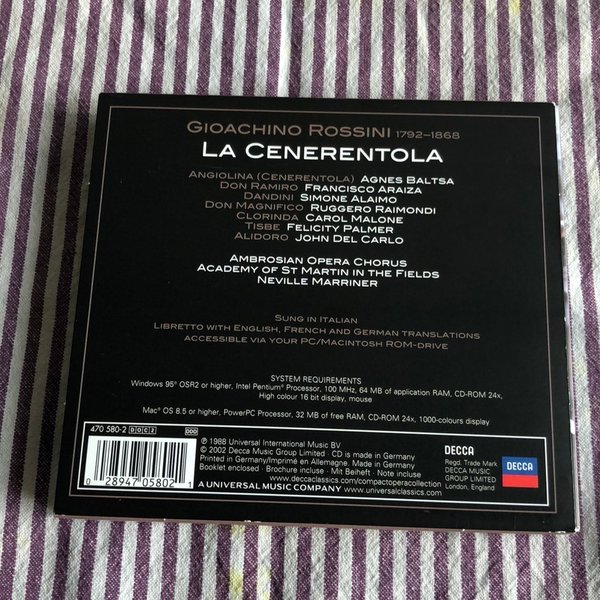 GIOACHINO ROSSINI 1792–1868
LA CENERENTOLA
ANGIOLINA (CENERENTOLA) AGNES BALTSA
DON RAMIRO FRANCISCO ARAIZA
DANDINI SIMONE ALAIMO
DON MAGNIFICO RUGGERO RAIMONDI
CLORINDA CAROL MALONE
TISBE FELICITY PALMER
ALIDORO JOHN DEL CARLO
AMBROSIAN OPERA CHORUS
ACADEMY OF ST MARTIN IN THE FIELDS
NEVILLE MARRINER
SUNG IN ITALIAN
LIBRETTO WITH ENGLISH, FRENCH AND GERMAN TRANSLATIONS
ACCESSIBLE VIA YOUR PC/MACINTOSH ROM-DRIVE
SYSTEM REQUIREMENTS
Windows 95® OSR2 or higher, Intel Pentium® Processor, 100 MHz, 64 MB of application RAM, CD-ROM 24x,
High colour 16 bit display, mouse
Mac® OS 8.5 or higher, PowerPC Processor, 32 MB of free RAM, CD-ROM 24x, 1000-colours display
470 580-2 DOC2 DDD
0 28947 05802 1
℗ 1988 Universal International Music BV
© 2002 Decca Music Group Limited · CD is made in Germany
Printed in Germany/Imprimé en Allemagne. Made in Germany
Booklet enclosed · Brochure incluse · Mit Beiheft · Note incluse
www.deccaclassics.com/compactoperacollection
A UNIVERSAL MUSIC COMPANY www.universalclassics.com
DECCA
Regd. Trade Mark
DECCA MUSIC
GROUP LIMITED
London, England
DECCA